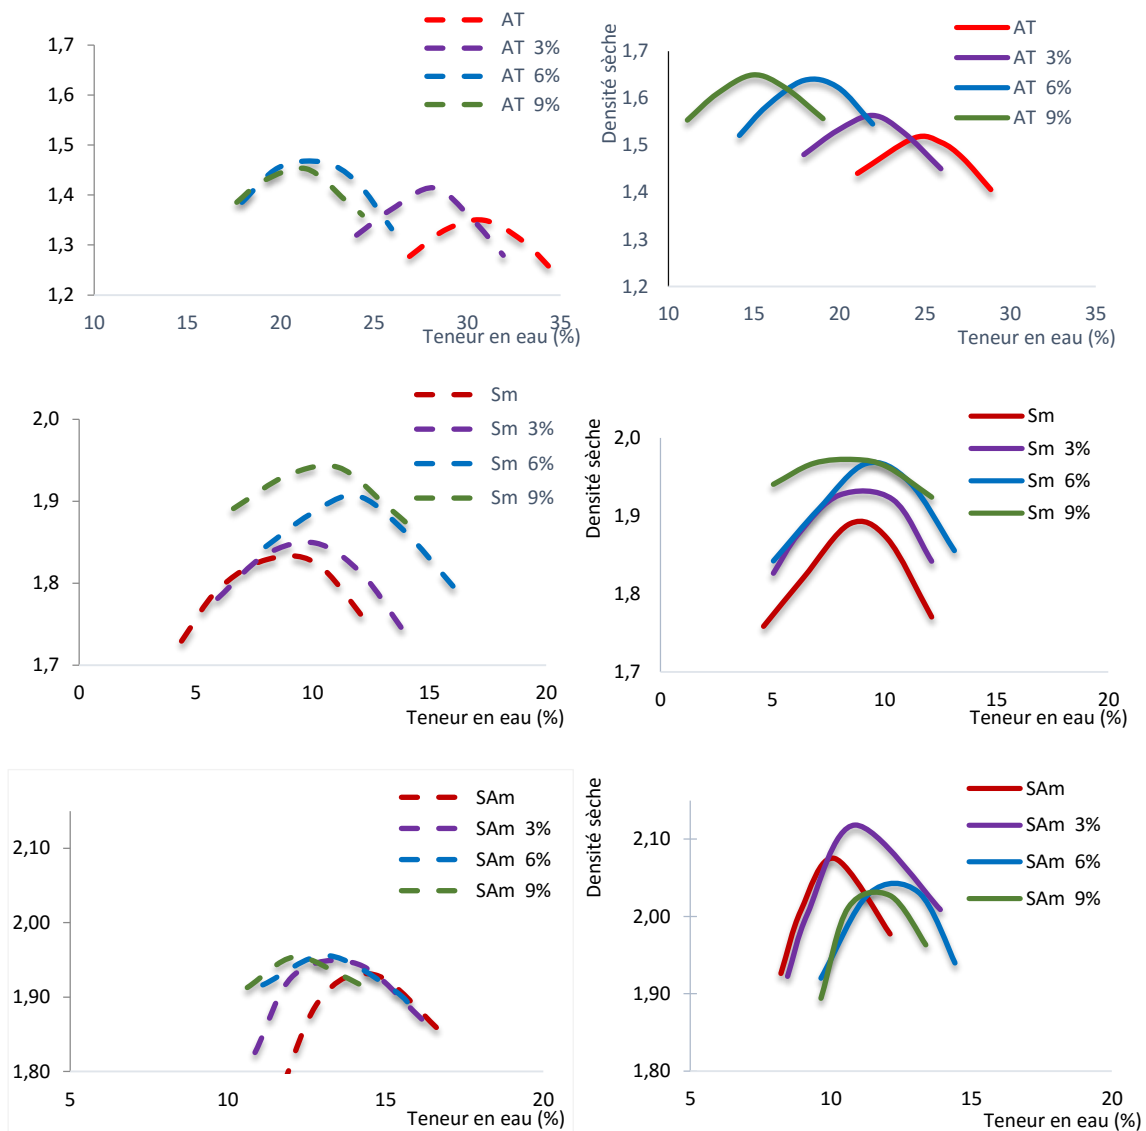 AT
AT 3%
AT 6%
AT 9%
1,7
1,6
1,5
1,4
1,3
1,2
10 15 20 25 30 35
Teneur en eau (%)
AT
AT 3%
AT 6%
AT 9%
Densité sèche
1,7
1,6
1,5
1,4
1,3
1,2
10 15 20 25 30 35
Teneur en eau (%)
Sm
Sm 3%
Sm 6%
Sm 9%
2,0
1,9
1,8
1,7
0 5 10 15 20
Teneur en eau (%)
Sm
Sm 3%
Sm 6%
Sm 9%
Densité sèche
2,0
1,9
1,8
1,7
0 5 10 15 20
Teneur en eau (%)
SAm
SAm 3%
SAm 6%
SAm 9%
2,10
2,00
1,90
1,80
5 10 15 20
Teneur en eau (%)
SAm
SAm 3%
SAm 6%
SAm 9%
Densité sèche
2,10
2,00
1,90
1,80
5 10 15 20
Teneur en eau (%)